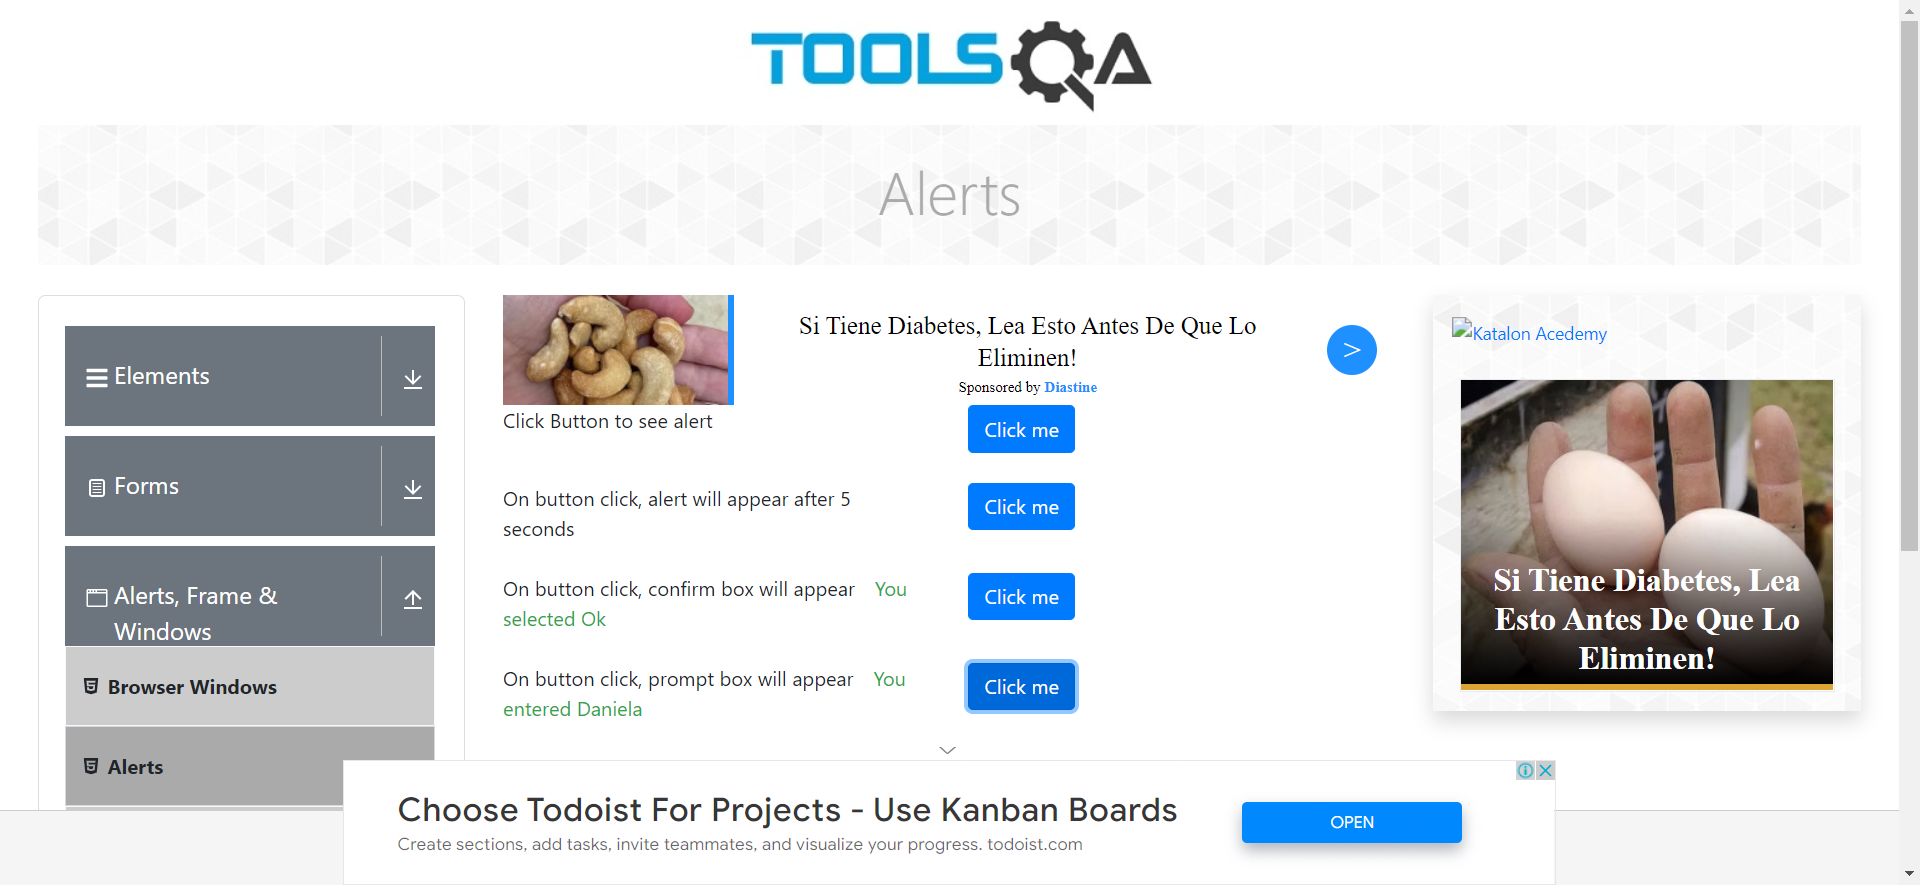 TOOLSQA
Alerts
Elements
Forms
Alerts, Frame &
Windows
Browser Windows
Alerts
Si Tiene Diabetes, Lea Esto Antes De Que Lo
Eliminen!
Sponsored by Diastine
>
Click Button to see alert
Click me
On button click, alert will appear after 5
seconds
Click me
On button click, confirm box will appear You
selected Ok
Click me
On button click, prompt box will appear You
entered Daniela
Click me
Katalon Acedemy
Si Tiene Diabetes, Lea
Esto Antes De Que Lo
Eliminen!
Choose Todoist For Projects - Use Kanban Boards
Create sections, add tasks, invite teammates, and visualize your progress. todoist.com
OPEN